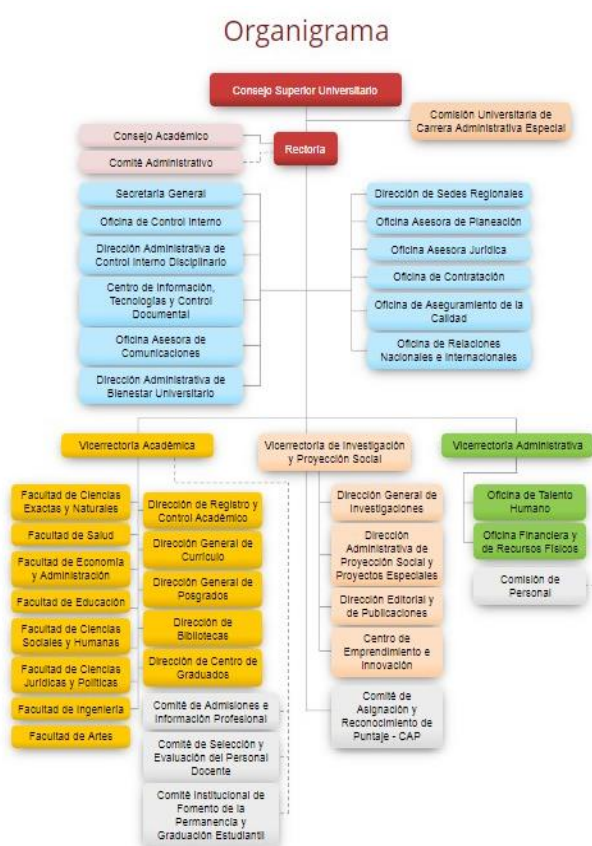 Organigrama
Consejo Superior Universitario
Comisión Universitaria de
Carrera Administrativa Especial
Consejo Académico
Comité Administrativo
Rectoría
Secretaría General
Oficina de Control Interno
Dirección Administrativa de
Control Interno Disciplinario
Centro de Información,
Tecnologías y Control
Documental
Oficina Asesora de
Comunicaciones
Dirección Administrativa de
Bienestar Universitario
Dirección de Sedes Regionales
Oficina Asesora de Planeación
Oficina Asesora Jurídica
Oficina de Contratación
Oficina de Aseguramiento de la
Calidad
Oficina de Relaciones
Nacionales e Internacionales
Vicerrectoría Académica
Facultad de Ciencias
Exactas y Naturales
Facultad de Salud
Facultad de Economía
y Administración
Facultad de Educación
Facultad de Ciencias
Sociales y Humanas
Facultad de Ciencias
Jurídicas y Políticas
Facultad de Ingeniería
Facultad de Artes
Dirección de Registro y
Control Académico
Dirección General de
Currículo
Dirección General de
Posgrados
Dirección de
Bibliotecas
Dirección de Centro de
Graduados
Comité de Admisiones e
Información Profesional
Comité de Selección y
Evaluación del Personal
Docente
Comité Institucional de
Fomento de la
Permanencia y
Graduación Estudiantil
Vicerrectoría de Investigación
y Proyección Social
Dirección General de
Investigaciones
Dirección
Administrativa de
Proyección Social y
Proyectos Especiales
Dirección Editorial y
de Publicaciones
Centro de
Emprendimiento e
Innovación
Comité de
Asignación y
Reconocimiento de
Puntaje - CAP
Vicerrectoría Administrativa
Oficina de Talento
Humano
Oficina Financiera y
de Recursos Físicos
Comisión de
Personal